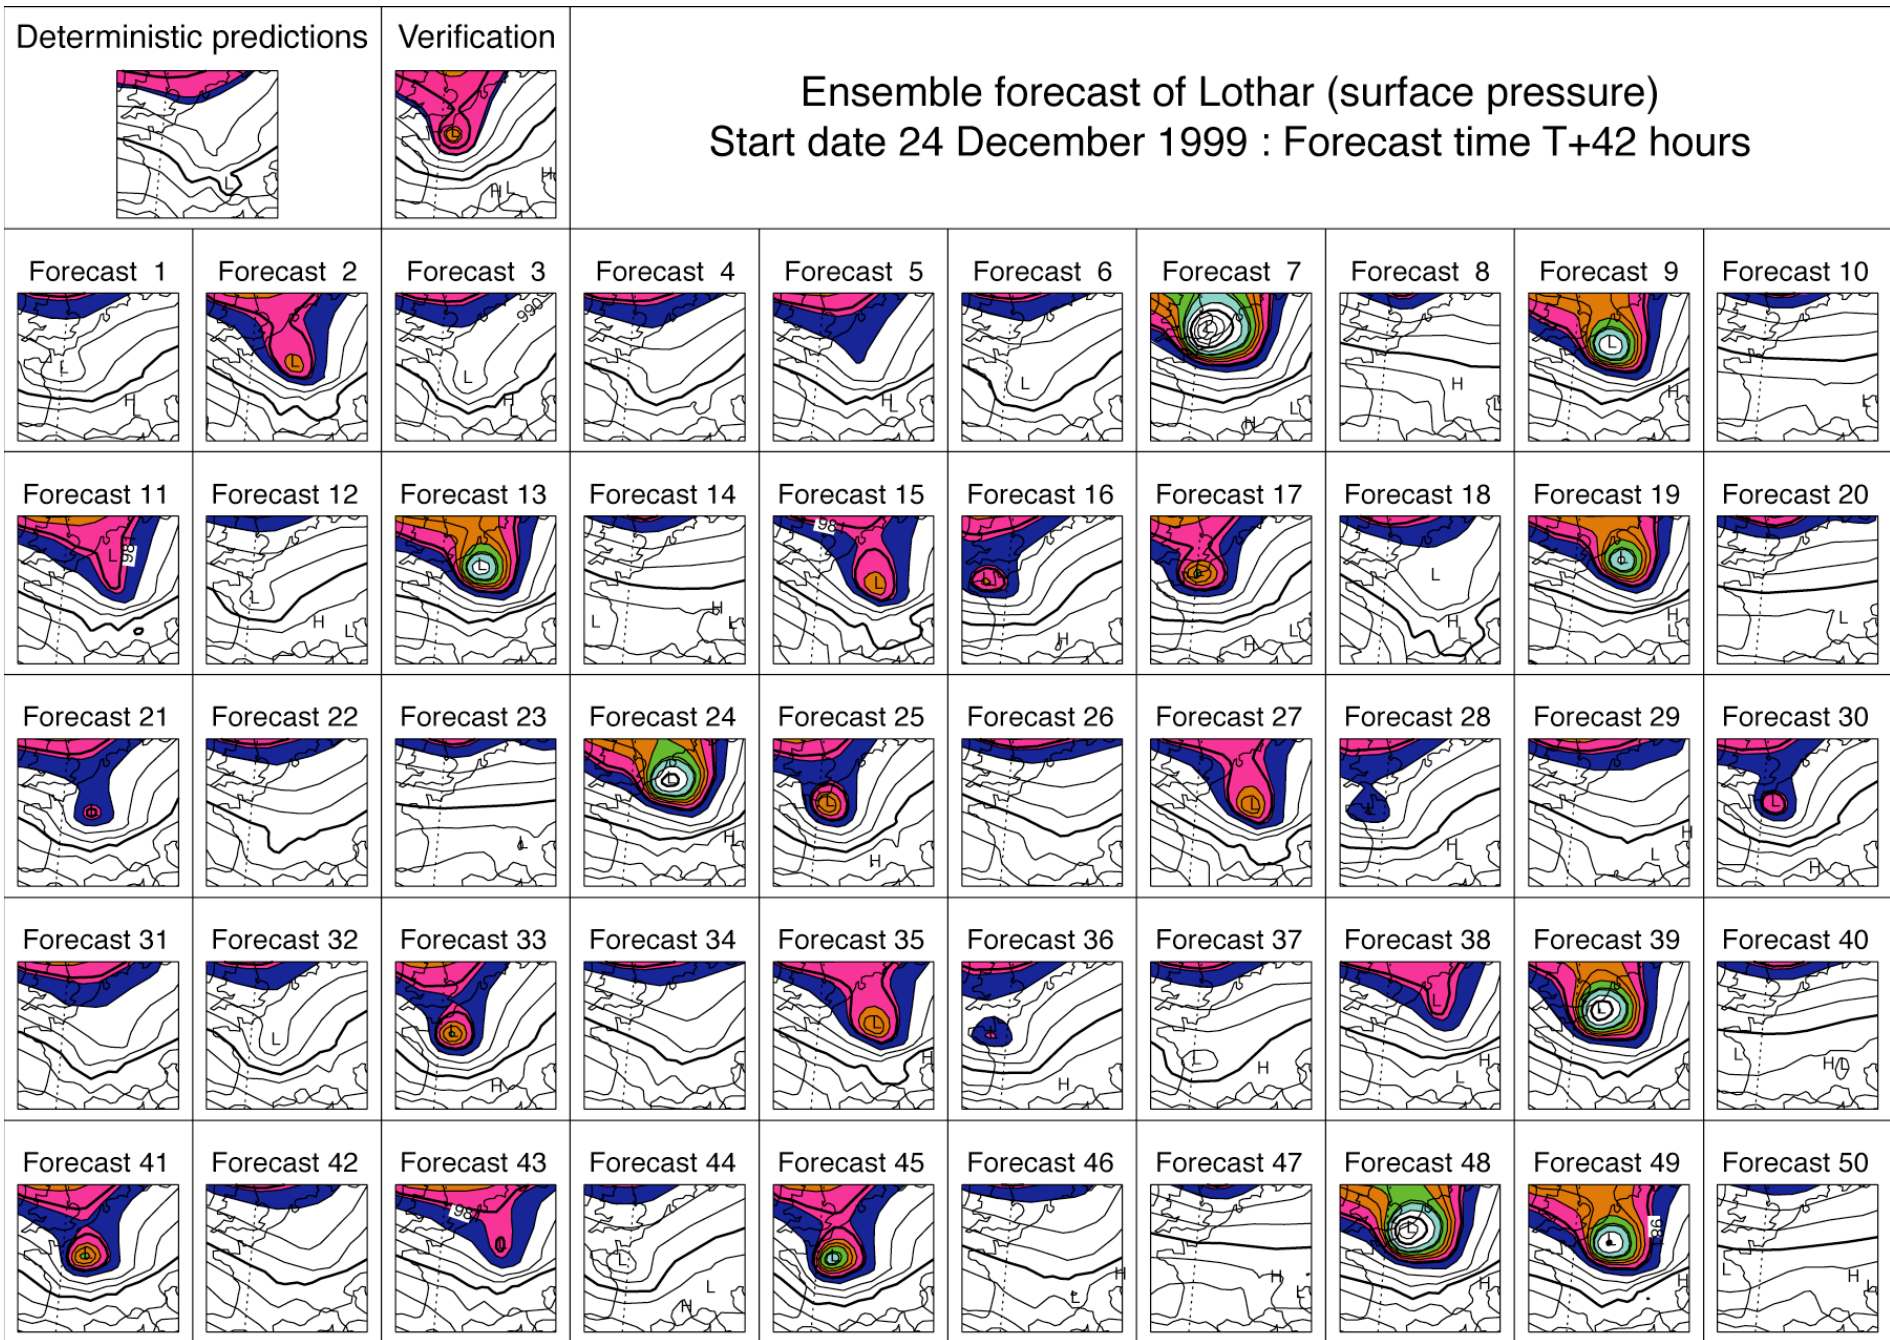 Deterministic predictions
Verification
Ensemble forecast of Lothar (surface pressure)
Start date 24 December 1999 : Forecast time T+42 hours
Forecast 1
Forecast 2
Forecast 3
Forecast 4
Forecast 5
Forecast 6
Forecast 7
Forecast 8
Forecast 9
Forecast 10
Forecast 11
Forecast 12
Forecast 13
Forecast 14
Forecast 15
Forecast 16
Forecast 17
Forecast 18
Forecast 19
Forecast 20
Forecast 21
Forecast 22
Forecast 23
Forecast 24
Forecast 25
Forecast 26
Forecast 27
Forecast 28
Forecast 29
Forecast 30
Forecast 31
Forecast 32
Forecast 33
Forecast 34
Forecast 35
Forecast 36
Forecast 37
Forecast 38
Forecast 39
Forecast 40
Forecast 41
Forecast 42
Forecast 43
Forecast 44
Forecast 45
Forecast 46
Forecast 47
Forecast 48
Forecast 49
Forecast 50